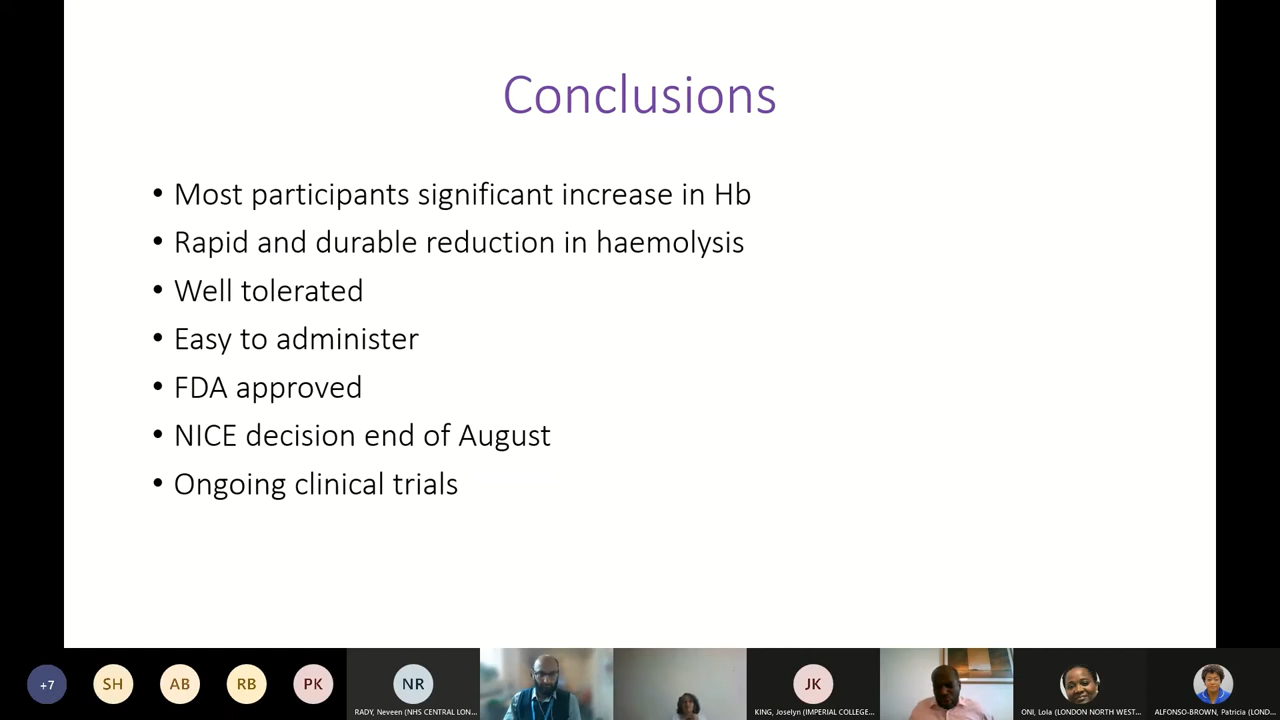 Conclusions
• Most participants significant increase in Hb
• Rapid and durable reduction in haemolysis
• Well tolerated
• Easy to administer
• FDA approved
• NICE decision end of August
• Ongoing clinical trials
+7
SH
AB
RB
PK
NR
RADY, Neveen (NHS CENTRAL LON...
JK
KING, Joselyn (IMPERIAL COLLEGE...
ONI, Lola (LONDON NORTH WEST...
ALFONSO-BROWN, Patricia (LOND...